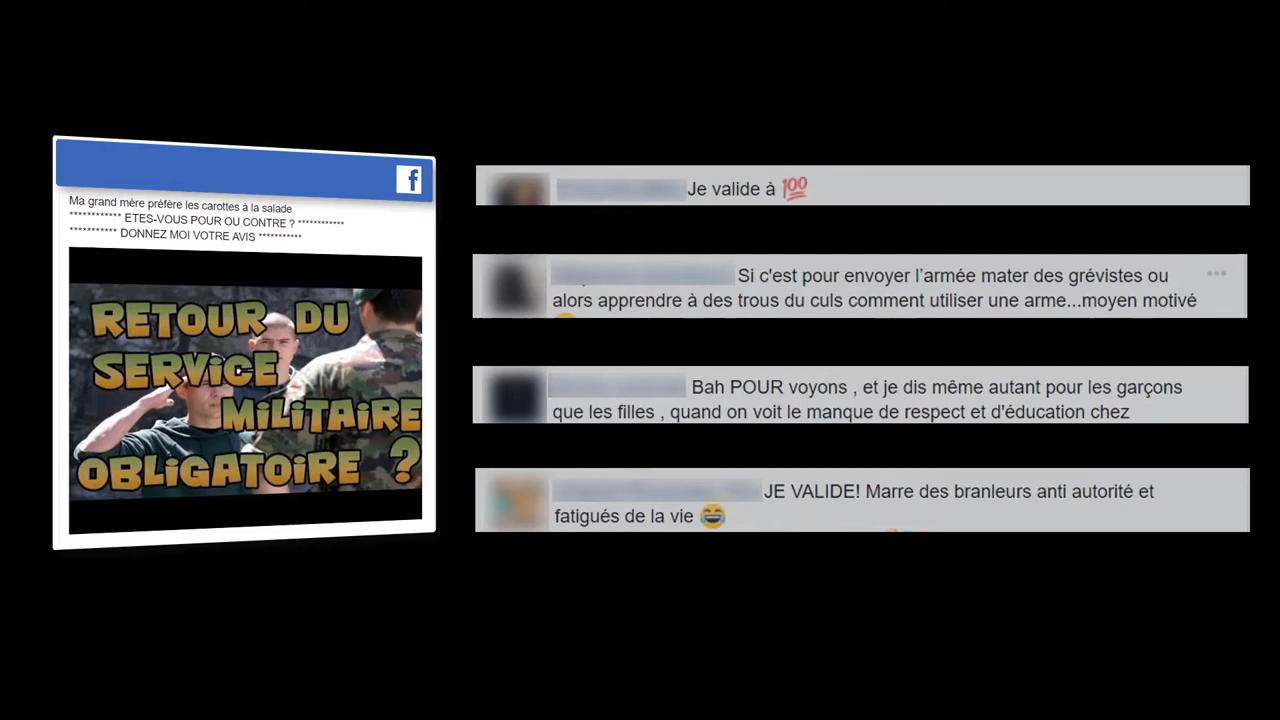 f
Ma grand mère préfère les carottes à la salade
************ ETES-VOUS POUR OU CONTRE ? ************
*********** DONNEZ MOI VOTRE AVIS ***********
RETOUR DU
SERVICE
MILITAIRE
OBLIGATOIRE ?
Je valide à 💯
Si c'est pour envoyer l'armée mater des grévistes ou
alors apprendre à des trous du culs comment utiliser une arme...moyen motivé
Bah POUR voyons , et je dis même autant pour les garçons
que les filles , quand on voit le manque de respect et d'éducation chez
JE VALIDE! Marre des branleurs anti autorité et
fatigués de la vie 😂